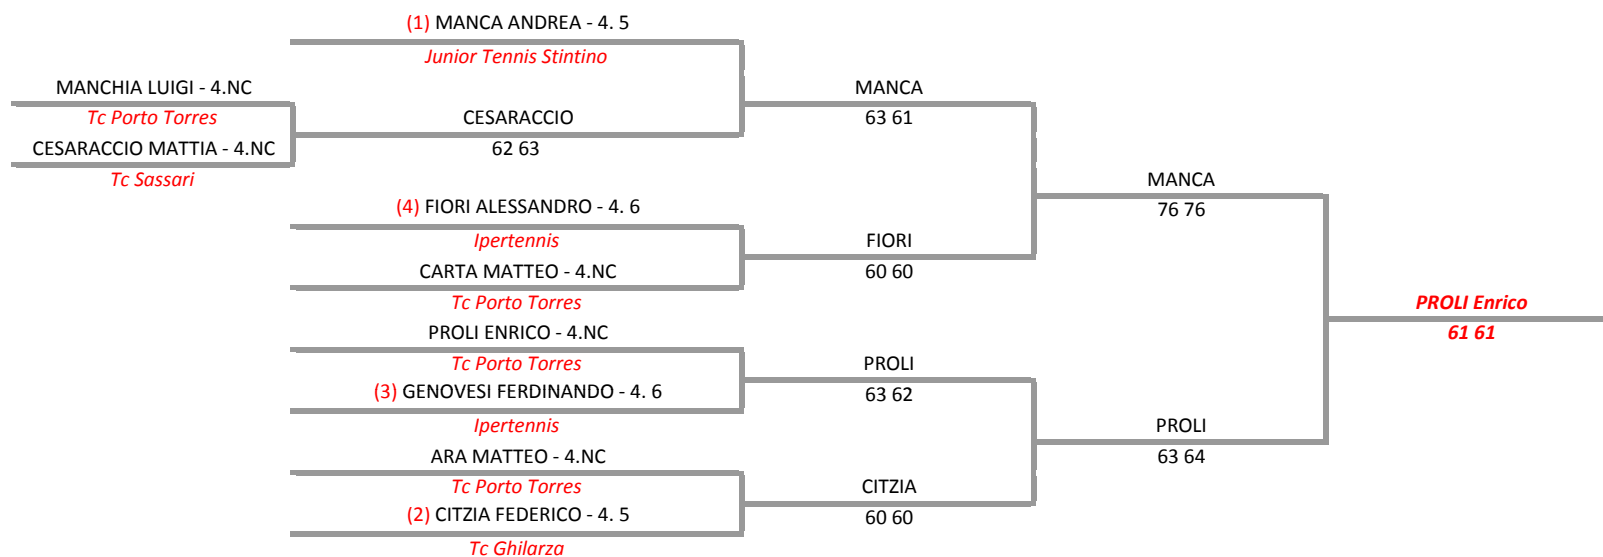 (1) MANCA ANDREA - 4. 5
Junior Tennis Stintino
MANCHIA LUIGI - 4.NC
MANCA
Tc Porto Torres
CESARACCIO
63 61
CESARACCIO MATTIA - 4.NC
62 63
Tc Sassari
MANCA
(4) FIORI ALESSANDRO - 4. 6
76 76
Ipertennis
FIORI
CARTA MATTEO - 4.NC
60 60
Tc Porto Torres
PROLI Enrico
PROLI ENRICO - 4.NC
61 61
Tc Porto Torres
PROLI
(3) GENOVESI FERDINANDO - 4. 6
63 62
Ipertennis
PROLI
ARA MATTEO - 4.NC
63 64
Tc Porto Torres
CITZIA
(2) CITZIA FEDERICO - 4. 5
60 60
Tc Ghilarza